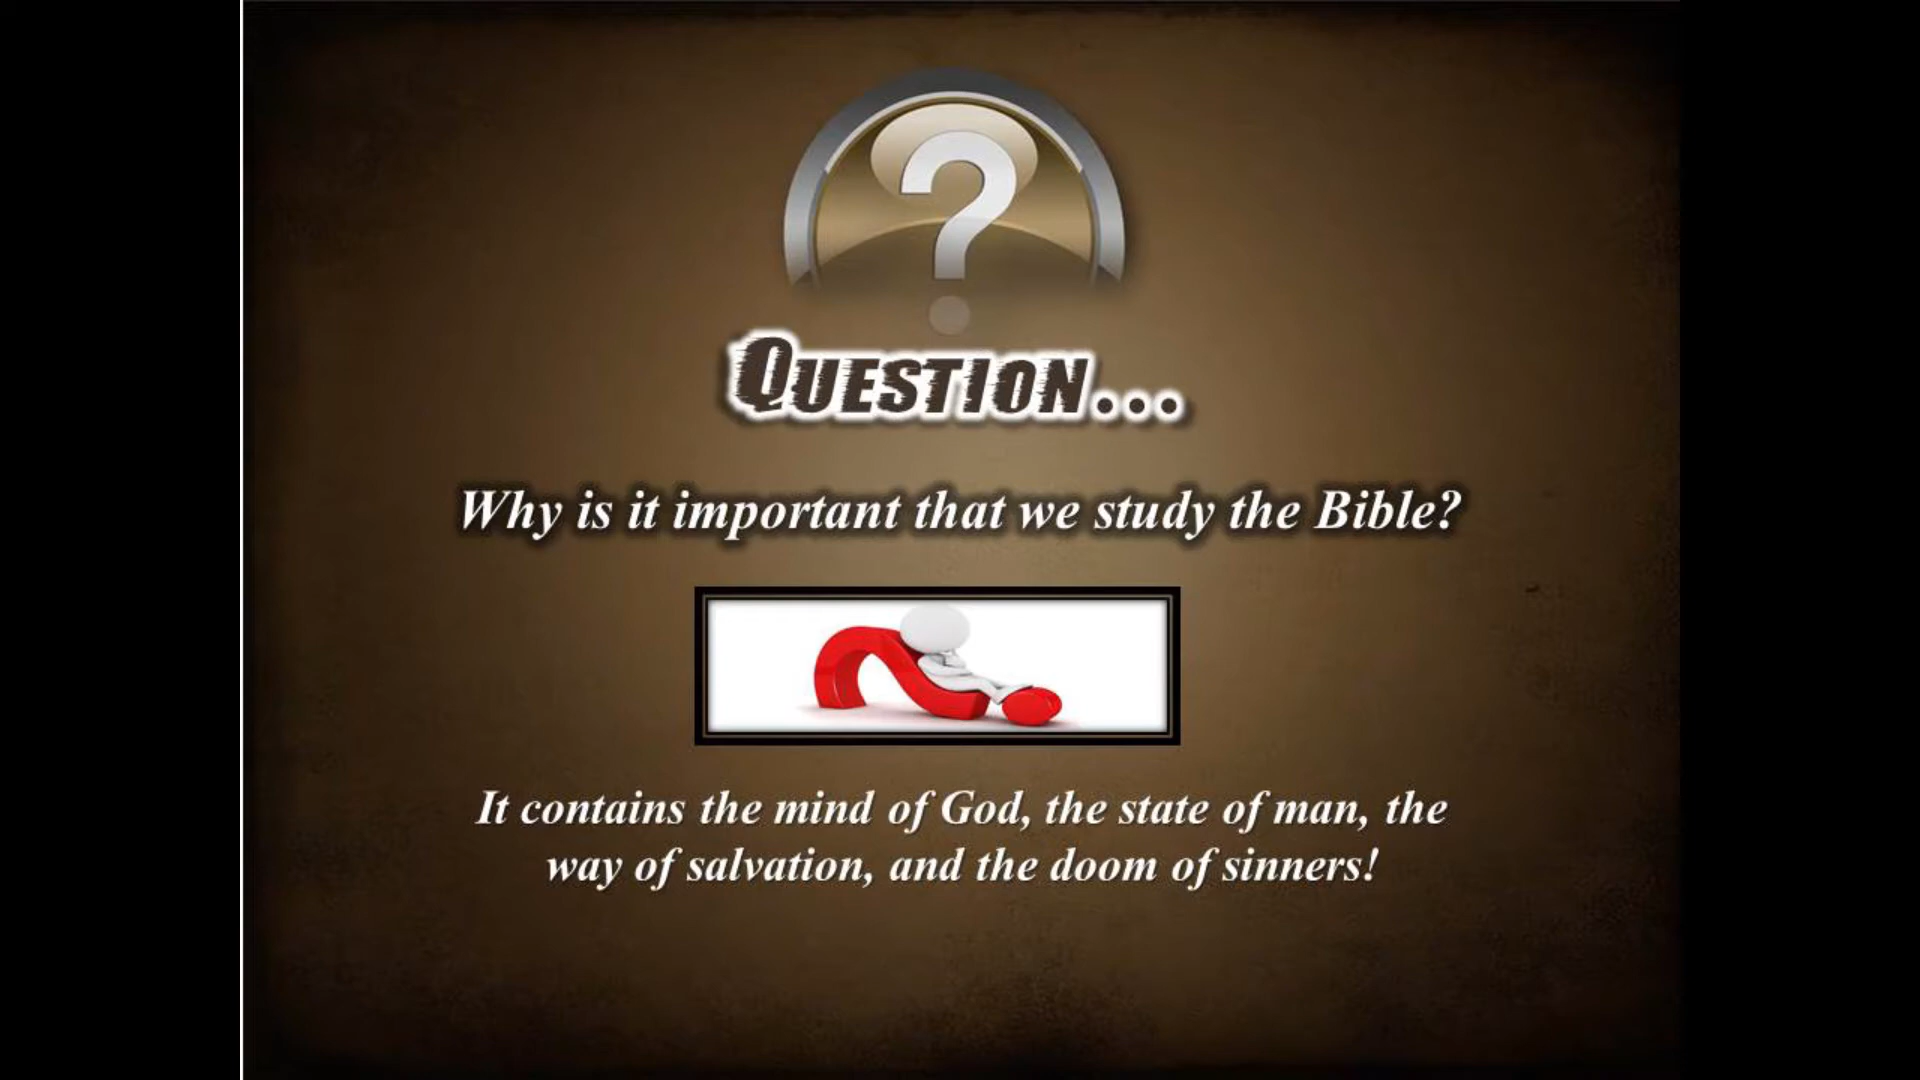 ?
Question...
Why is it important that we study the Bible?
It contains the mind of God, the state of man, the
way of salvation, and the doom of sinners!